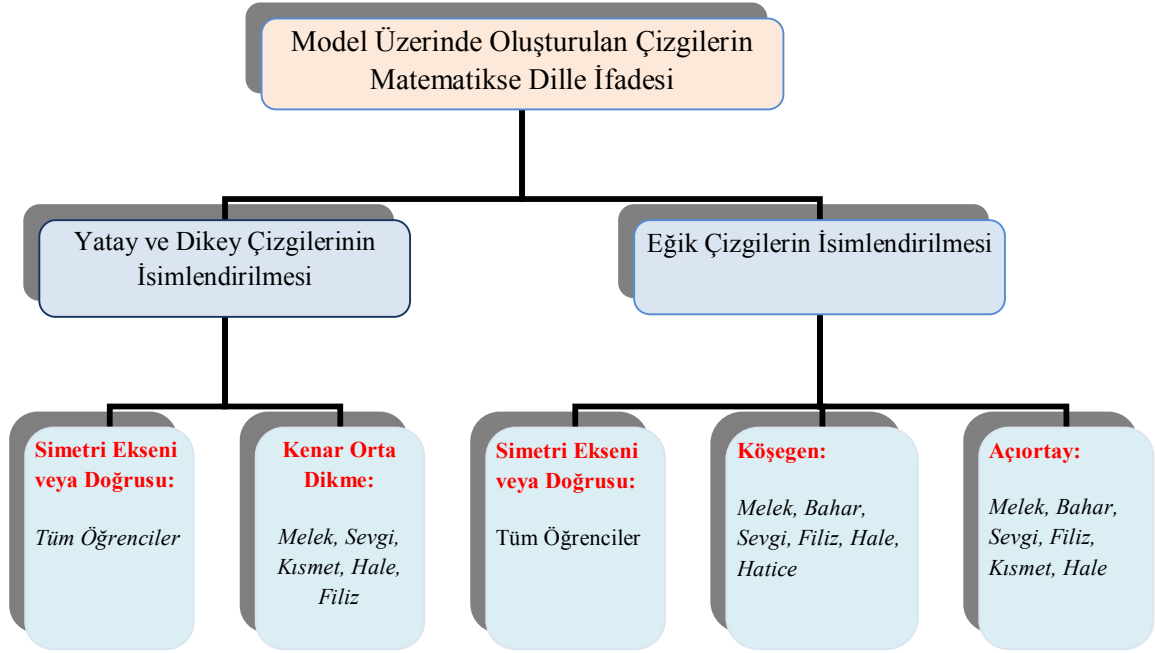 Model Üzerinde Oluşturulan Çizgilerin
Matematikse Dille İfadesi
Yatay ve Dikey Çizgilerinin
İsimlendirilmesi
Eğik Çizgilerin İsimlendirilmesi
Simetri Ekseni
veya Doğrusu:
Tüm Öğrenciler
Kenar Orta
Dikme:
Melek, Sevgi,
Kısmet, Hale,
Filiz
Simetri Ekseni
veya Doğrusu:
Tüm Öğrenciler
Köşegen:
Melek, Bahar,
Sevgi, Filiz, Hale,
Hatice
Açıortay:
Melek, Bahar,
Sevgi, Filiz,
Kısmet, Hale